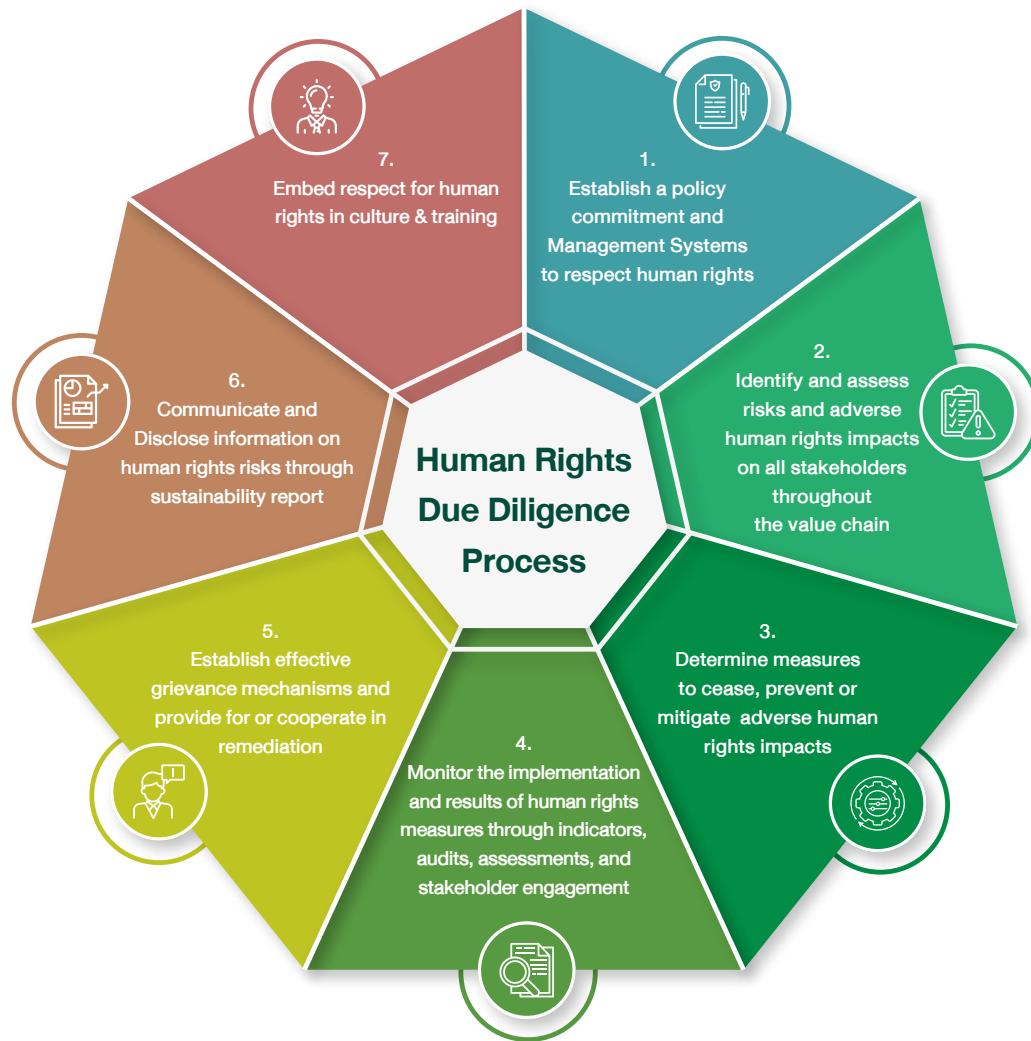 Human Rights
Due Diligence
Process
1.
Establish a policy
commitment and
Management Systems
to respect human rights
2.
Identify and assess
risks and adverse
human rights impacts
on all stakeholders
throughout
the value chain
3.
Determine measures
to cease, prevent or
mitigate  adverse human
rights impacts
4.
Monitor the implementation
and results of human rights
measures through indicators,
audits, assessments, and
stakeholder engagement
5.
Establish effective
grievance mechanisms and
provide for or cooperate in
remediation
6.
Communicate and
Disclose information on
human rights risks through
sustainability report
7.
Embed respect for human
rights in culture & training